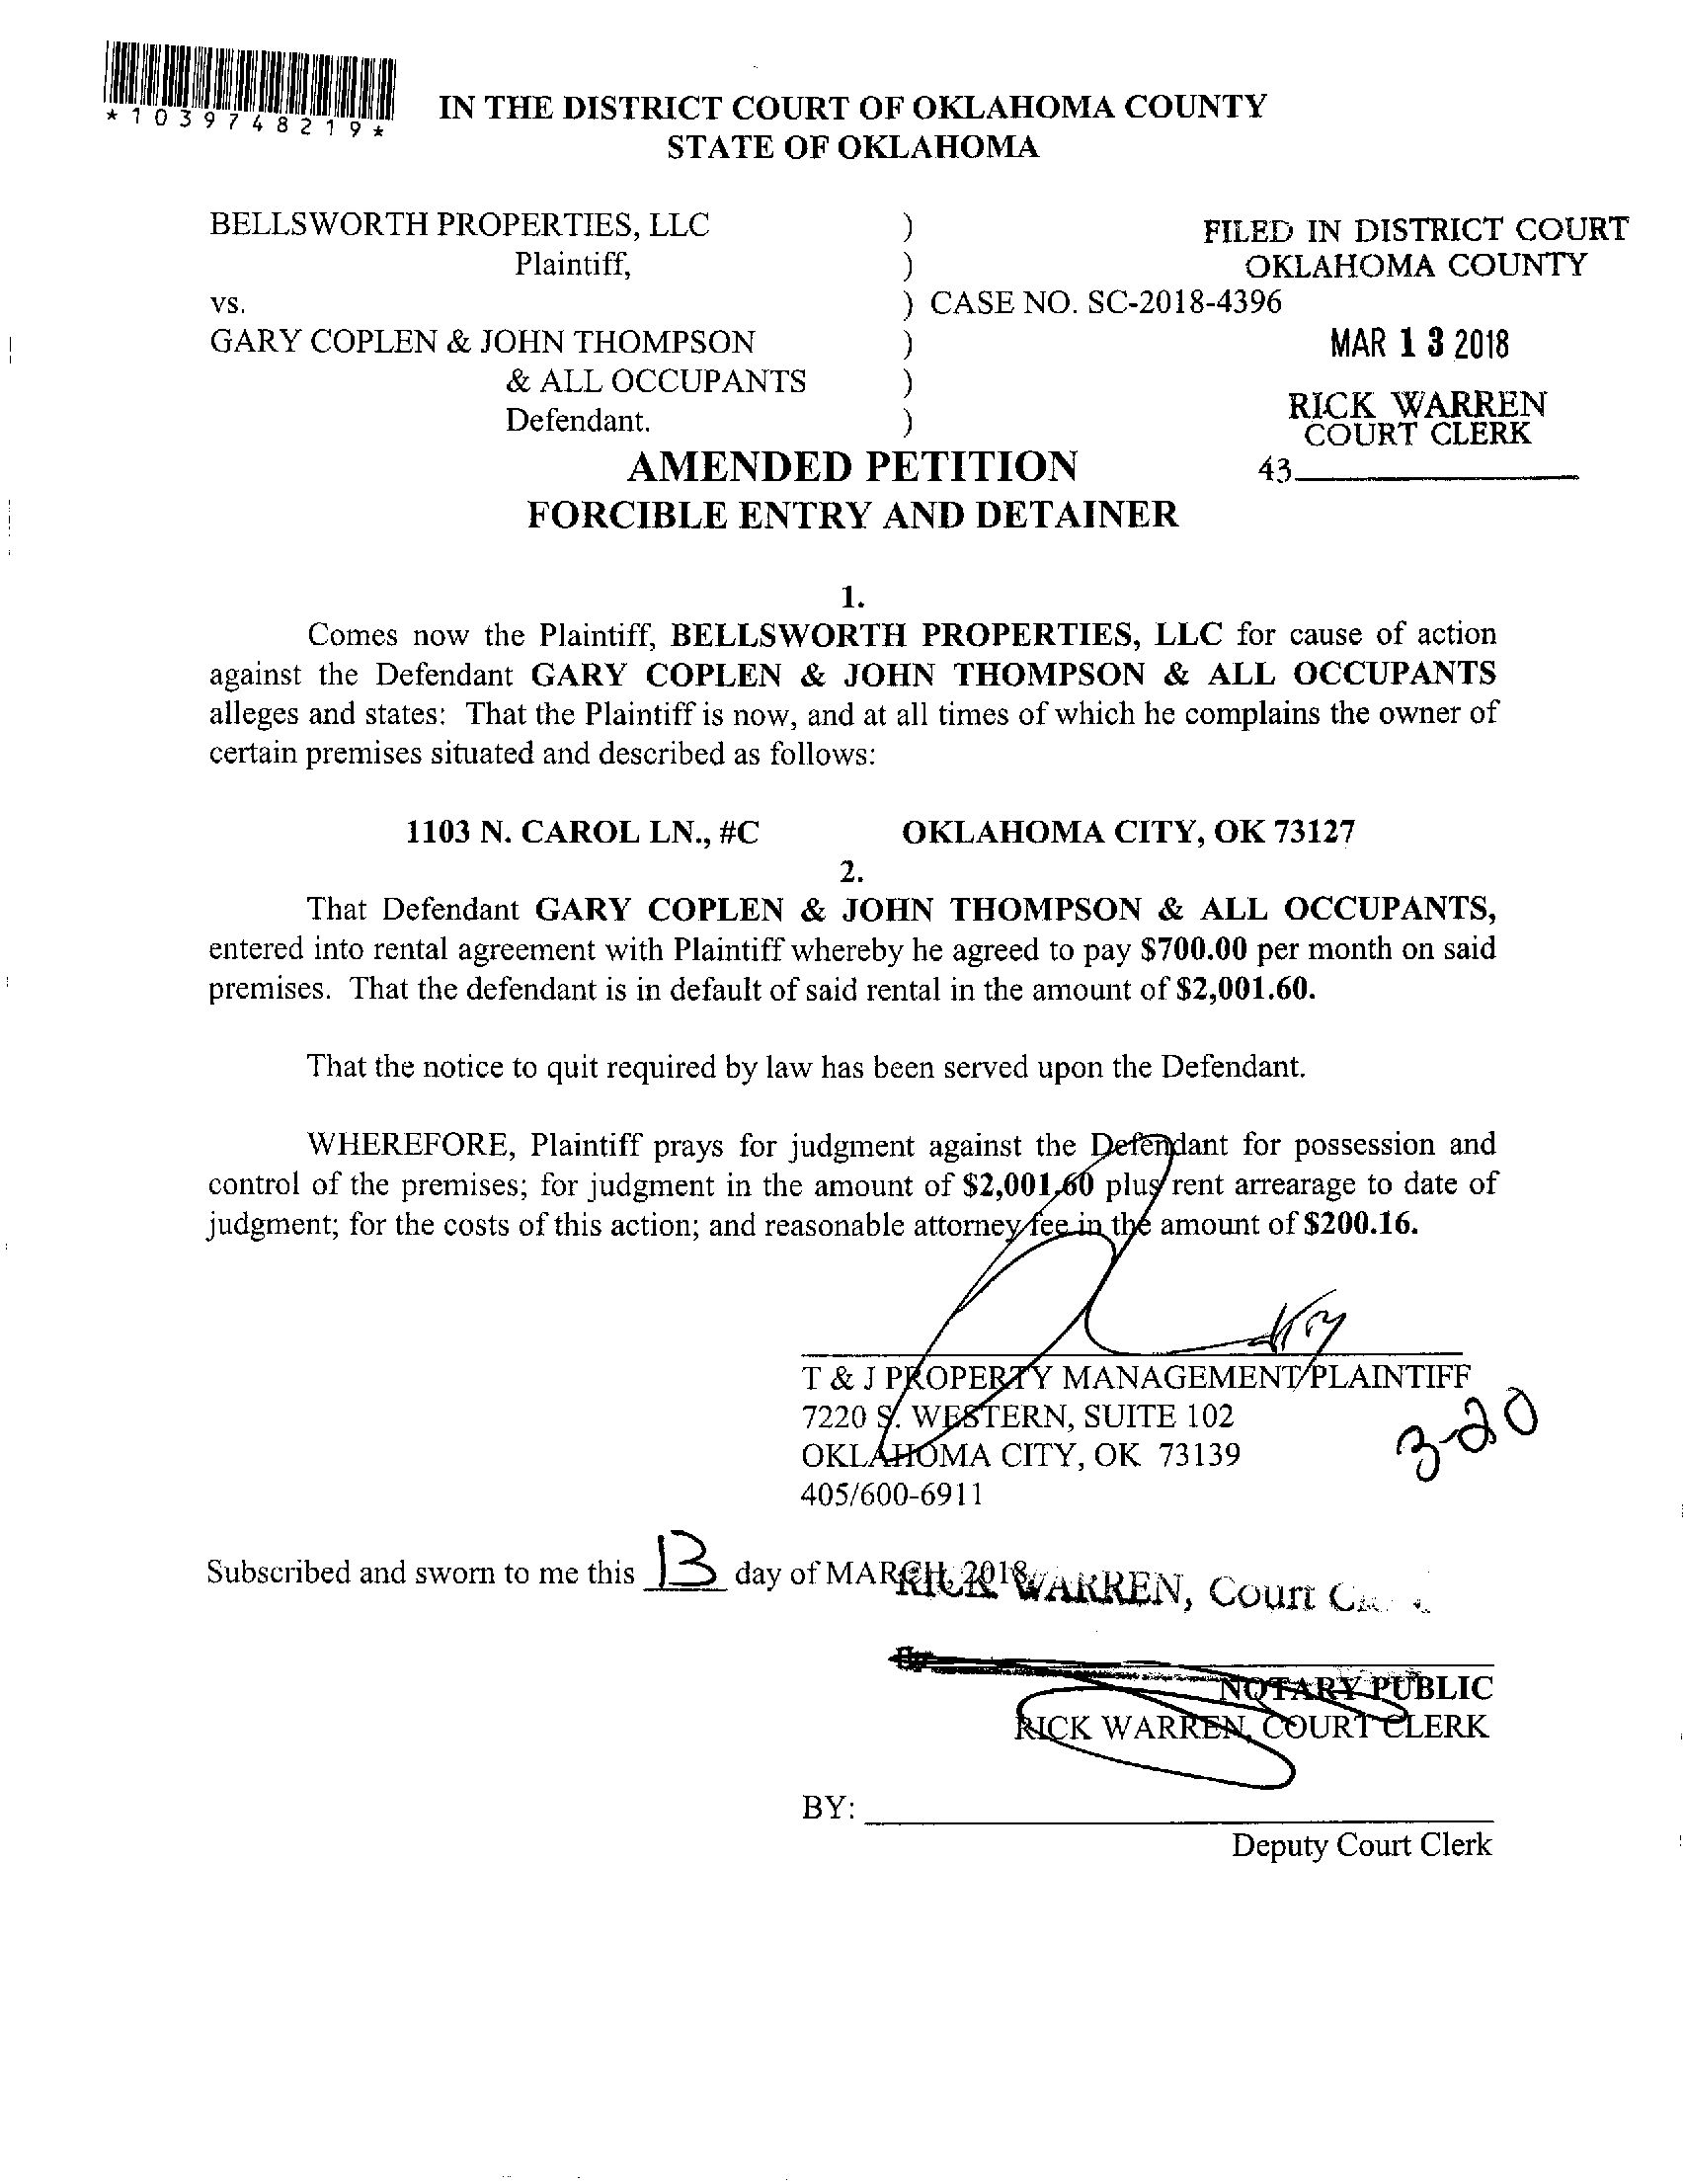 *1039748219*
IN THE DISTRICT COURT OF OKLAHOMA COUNTY
STATE OF OKLAHOMA
BELLSWORTH PROPERTIES, LLC ) FILED IN DISTRICT COURT
Plaintiff, ) OKLAHOMA COUNTY
vs. ) CASE NO. SC-2018-4396
GARY COPLEN & JOHN THOMPSON ) MAR 13 2018
& ALL OCCUPANTS ) RICK WARREN
Defendant. ) COURT CLERK
AMENDED PETITION 43
FORCIBLE ENTRY AND DETAINER
1.
Comes now the Plaintiff, BELLSWORTH PROPERTIES, LLC for cause of action
against the Defendant GARY COPLEN & JOHN THOMPSON & ALL OCCUPANTS
alleges and states: That the Plaintiff is now, and at all times of which he complains the owner of
certain premises situated and described as follows:
1103 N. CAROL LN., #C OKLAHOMA CITY, OK 73127
2.
That Defendant GARY COPLEN & JOHN THOMPSON & ALL OCCUPANTS,
entered into rental agreement with Plaintiff whereby he agreed to pay $700.00 per month on said
premises. That the defendant is in default of said rental in the amount of $2,001.60.
That the notice to quit required by law has been served upon the Defendant.
WHEREFORE, Plaintiff prays for judgment against the Defendant for possession and
control of the premises; for judgment in the amount of $2,001.60 plus rent arrearage to date of
judgment; for the costs of this action; and reasonable attorney fee in the amount of $200.16.
T & J PROPERTY MANAGEMENT/PLAINTIFF
7220 S. WESTERN, SUITE 102
OKLAHOMA CITY, OK 73139
3-20
405/600-6911
Subscribed and sworn to me this 13 day of MARCH, 2018.
RICK WARREN, Court
NOTARY PUBLIC
RICK WARREN, COURT CLERK
BY:
Deputy Court Clerk